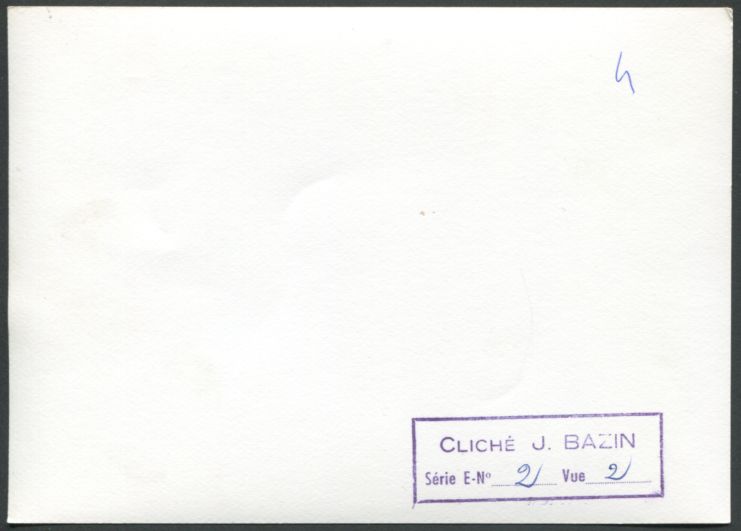 4
CLICHÉ J. BAZIN
Série E-Nº 2 Vue 2